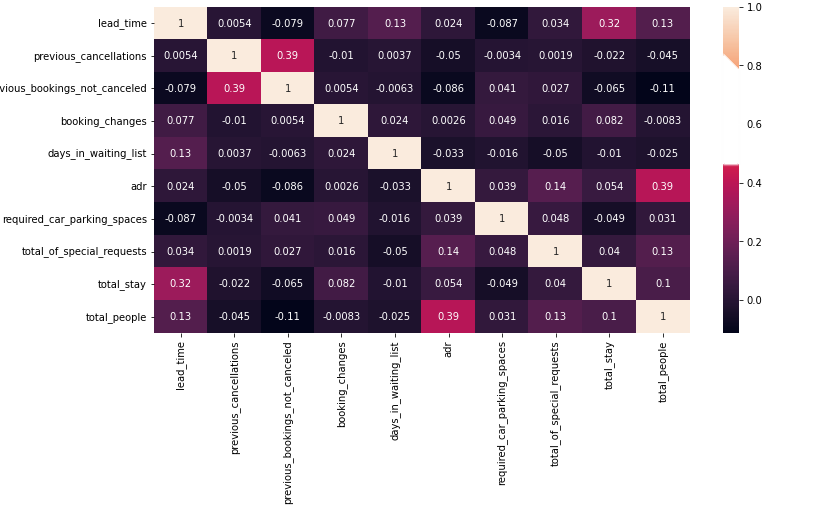 lead_time 1 0.0054 -0.079 0.077 0.13 0.024 -0.087 0.034 0.32 0.13
previous_cancellations 0.0054 1 0.39 -0.01 0.0037 -0.05 -0.0034 0.0019 -0.022 -0.045
vious_bookings_not_canceled -0.079 0.39 1 0.0054 -0.0063 -0.086 0.041 0.027 -0.065 -0.11
booking_changes 0.077 -0.01 0.0054 1 0.024 0.0026 0.049 0.016 0.082 -0.0083
days_in_waiting_list 0.13 0.0037 -0.0063 0.024 1 -0.033 -0.016 -0.05 -0.01 -0.025
adr 0.024 -0.05 -0.086 0.0026 -0.033 1 0.039 0.14 0.054 0.39
required_car_parking_spaces -0.087 -0.0034 0.041 0.049 -0.016 0.039 1 0.048 -0.049 0.031
total_of_special_requests 0.034 0.0019 0.027 0.016 -0.05 0.14 0.048 1 0.04 0.13
total_stay 0.32 -0.022 -0.065 0.082 -0.01 0.054 -0.049 0.04 1 0.1
total_people 0.13 -0.045 -0.11 -0.0083 -0.025 0.39 0.031 0.13 0.1 1
lead_time
previous_cancellations
previous_bookings_not_canceled
booking_changes
days_in_waiting_list
adr
required_car_parking_spaces
total_of_special_requests
total_stay
total_people
1.0
0.8
0.6
0.4
0.2
0.0